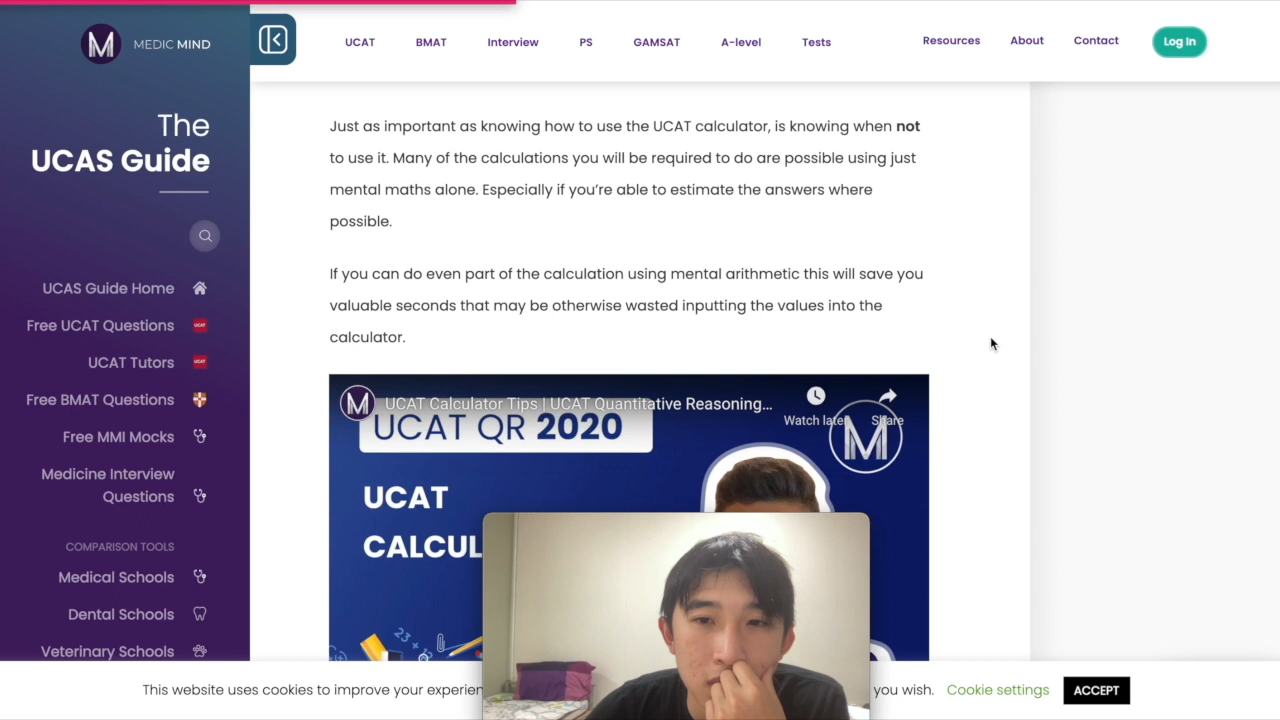 MEDIC MIND
UCAT
BMAT
Interview
PS
GAMSAT
A-level
Tests
Resources
About
Contact
Log In
The
UCAS Guide
UCAS Guide Home
Free UCAT Questions
UCAT
UCAT Tutors
UCAT
Free BMAT Questions
Free MMI Mocks
Medicine Interview
Questions
COMPARISON TOOLS
Medical Schools
Dental Schools
Veterinary Schools
Just as important as knowing how to use the UCAT calculator, is knowing when not
to use it. Many of the calculations you will be required to do are possible using just
mental maths alone. Especially if you’re able to estimate the answers where
possible.
If you can do even part of the calculation using mental arithmetic this will save you
valuable seconds that may be otherwise wasted inputting the values into the
calculator.
UCAT Calculator Tips | UCAT Quantitative Reasoning...
Watch later
Share
UCAT QR 2020
UCAT
CALCUL
This website uses cookies to improve your experien
you wish.
Cookie settings
ACCEPT